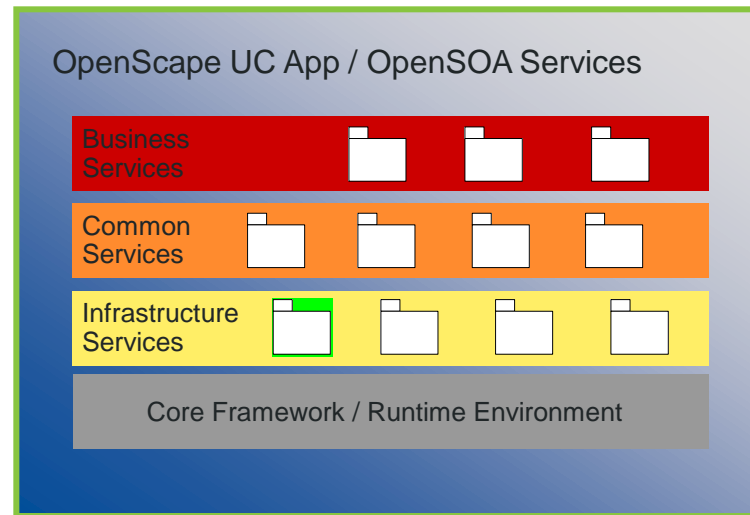 OpenScape UC App / OpenSOA Services
Business
Services
Common
Services
Infrastructure
Services
Core Framework / Runtime Environment